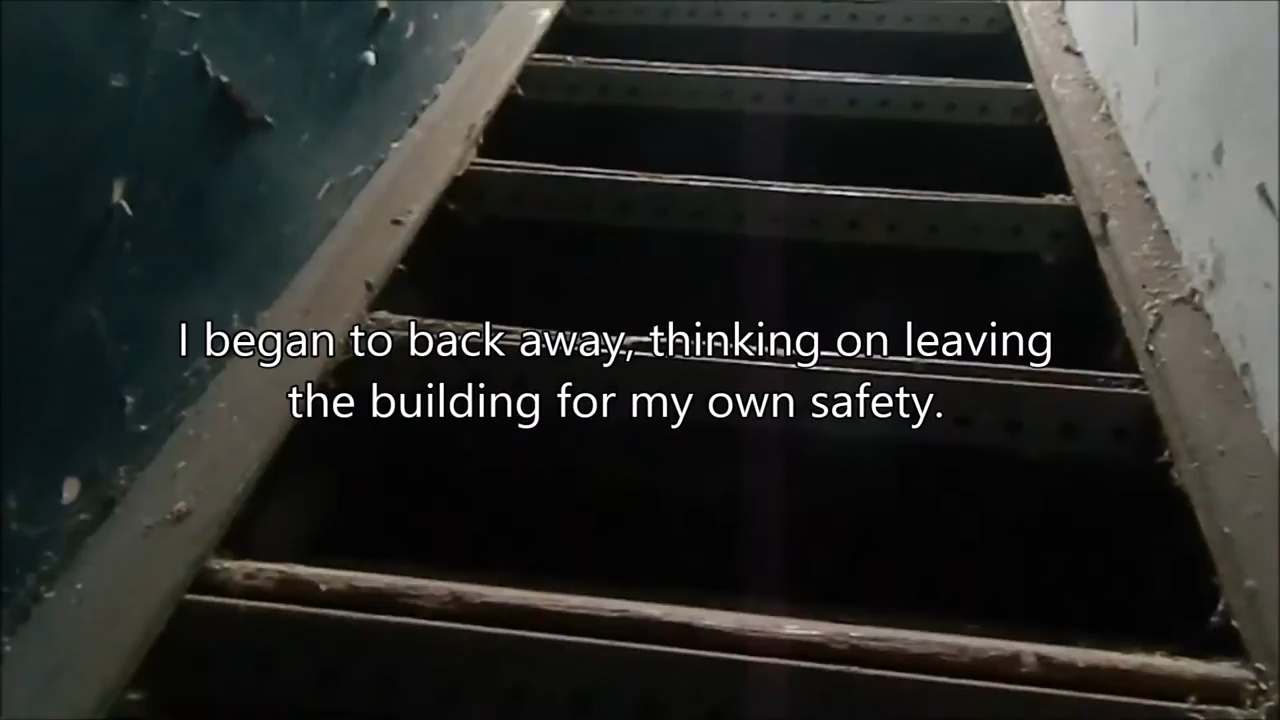 I began to back away, thinking on leaving
the building for my own safety.